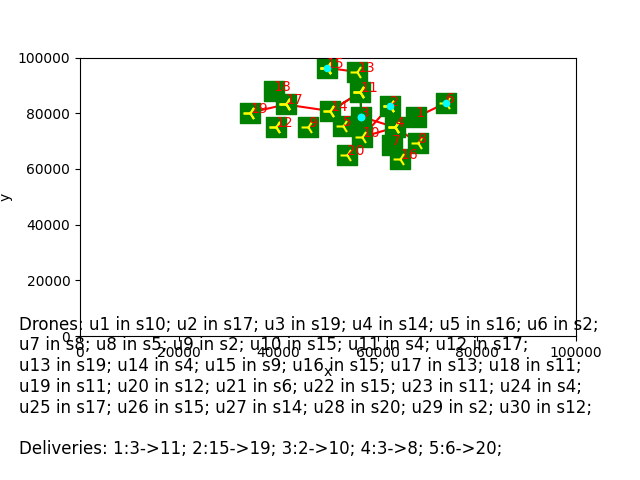 100000
80000
60000
40000
20000
0
y
0 20000 40000 60000 80000 100000
x
Drones: u1 in s10; u2 in s17; u3 in s19; u4 in s14; u5 in s16; u6 in s2;
u7 in s8; u8 in s5; u9 in s2; u10 in s15; u11 in s4; u12 in s17;
u13 in s19; u14 in s4; u15 in s9; u16 in s15; u17 in s13; u18 in s11;
u19 in s11; u20 in s12; u21 in s6; u22 in s15; u23 in s11; u24 in s4;
u25 in s17; u26 in s15; u27 in s14; u28 in s20; u29 in s2; u30 in s12;
Deliveries: 1:3->11; 2:15->19; 3:2->10; 4:3->8; 5:6->20;